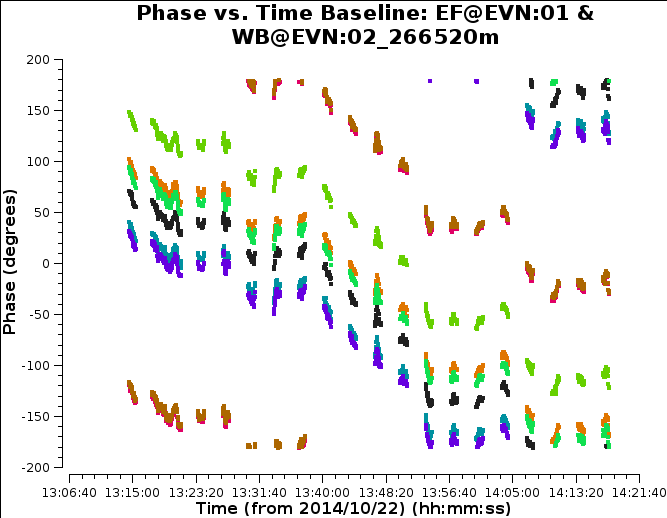 Phase vs. Time Baseline: EF@EVN:01 &
WB@EVN:02_266520m
200
150
100
50
0
-50
-100
-150
-200
Phase (degrees)
13:06:40 13:15:00 13:23:20 13:31:40 13:40:00 13:48:20 13:56:40 14:05:00 14:13:20 14:21:40
Time (from 2014/10/22) (hh:mm:ss)